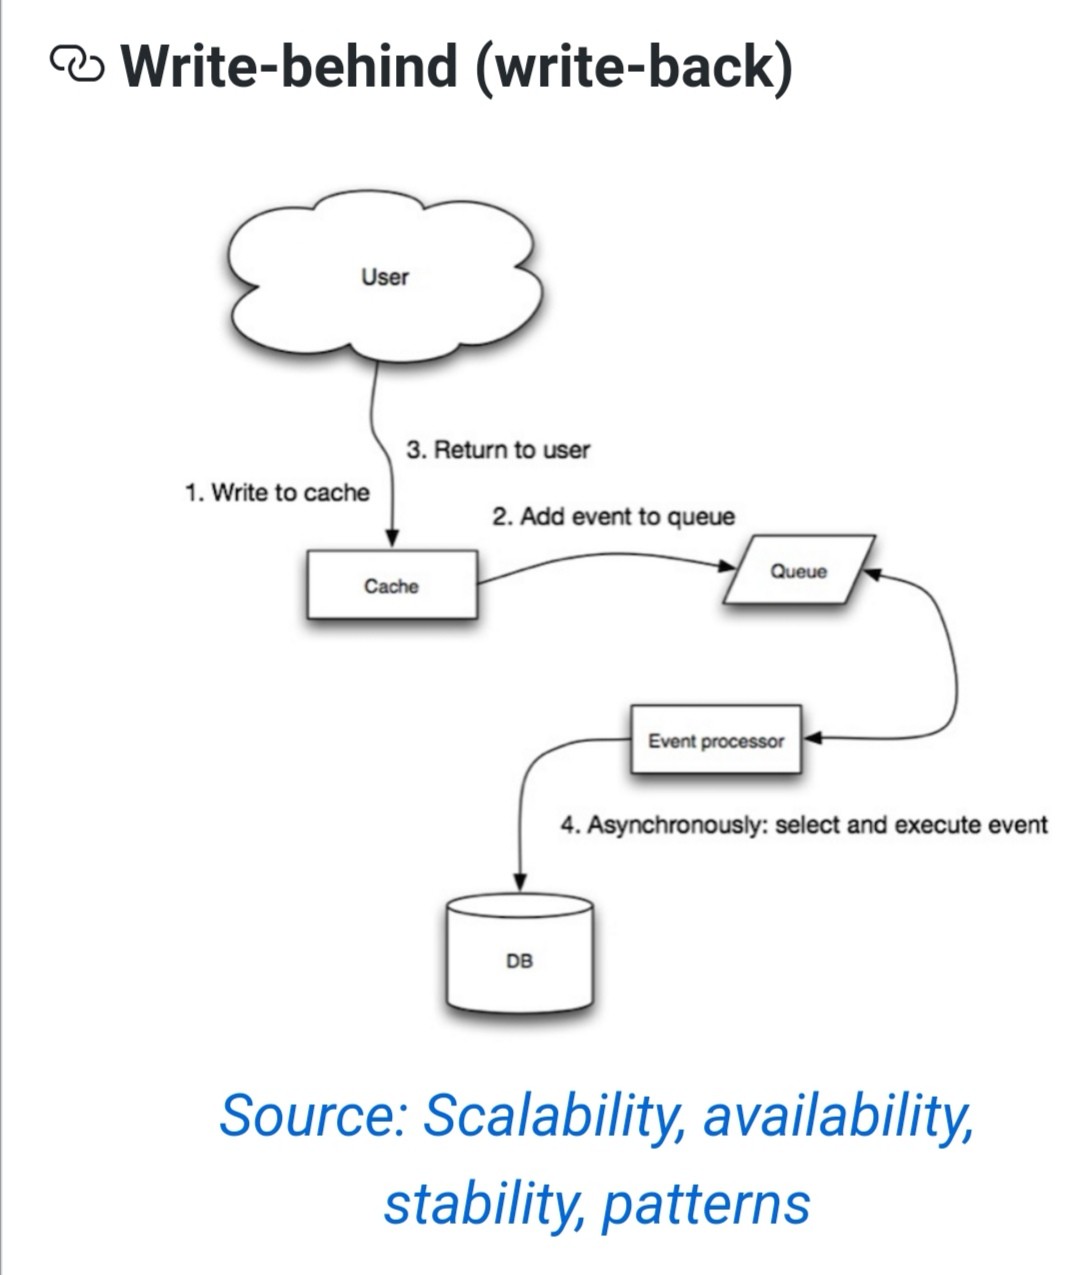 Write-behind (write-back)
User
3. Return to user
1. Write to cache
2. Add event to queue
Cache
Queue
Event processor
4. Asynchronously: select and execute event
DB
Source: Scalability, availability,
stability, patterns